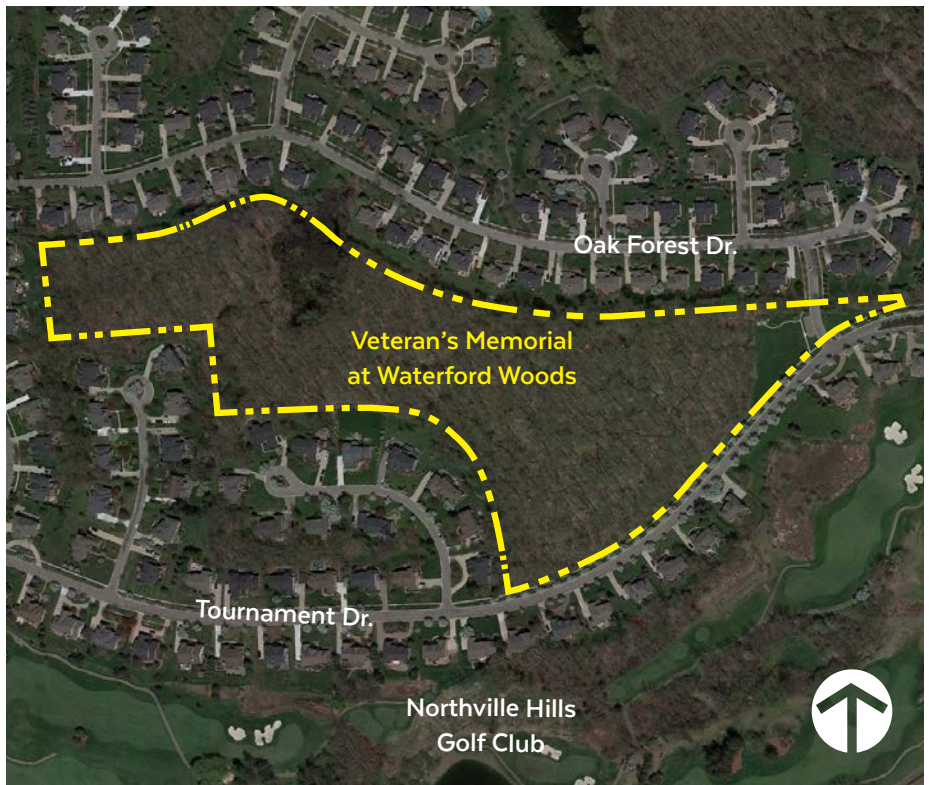 Oak Forest Dr.
Veteran's Memorial
at Waterford Woods
Tournament Dr.
Northville Hills
Golf Club